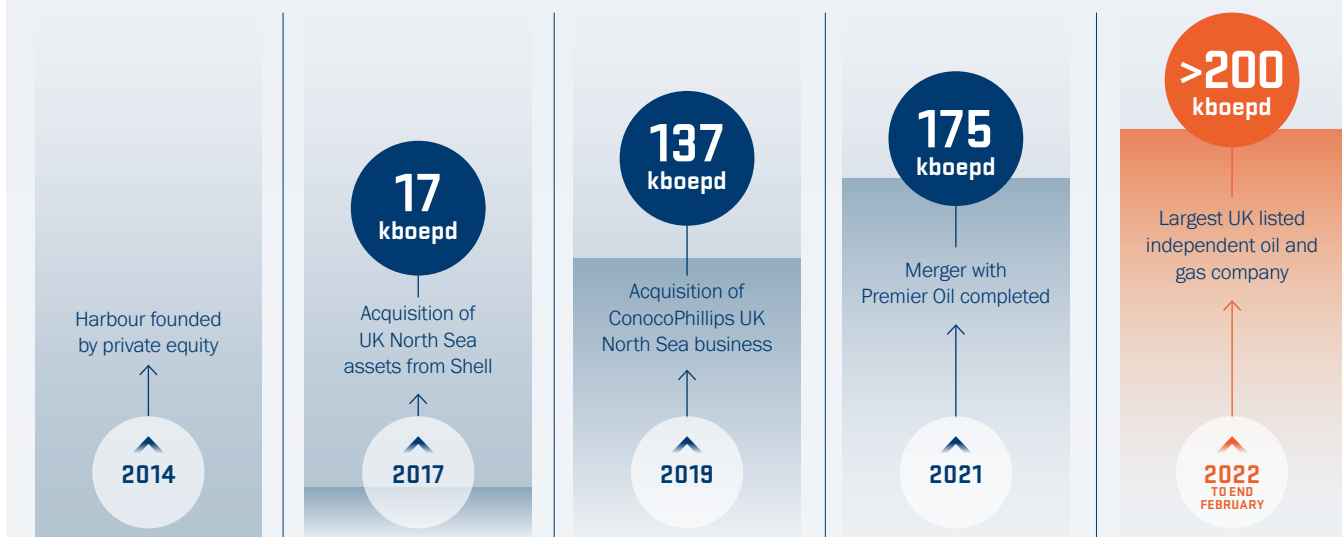 Harbour founded
by private equity
2014
17
kboepd
Acquisition of
UK North Sea
assets from Shell
2017
137
kboepd
Acquisition of
ConocoPhillips UK
North Sea business
2019
175
kboepd
Merger with
Premier Oil completed
2021
>200
kboepd
Largest UK listed
independent oil and
gas company
2022
TO END
FEBRUARY